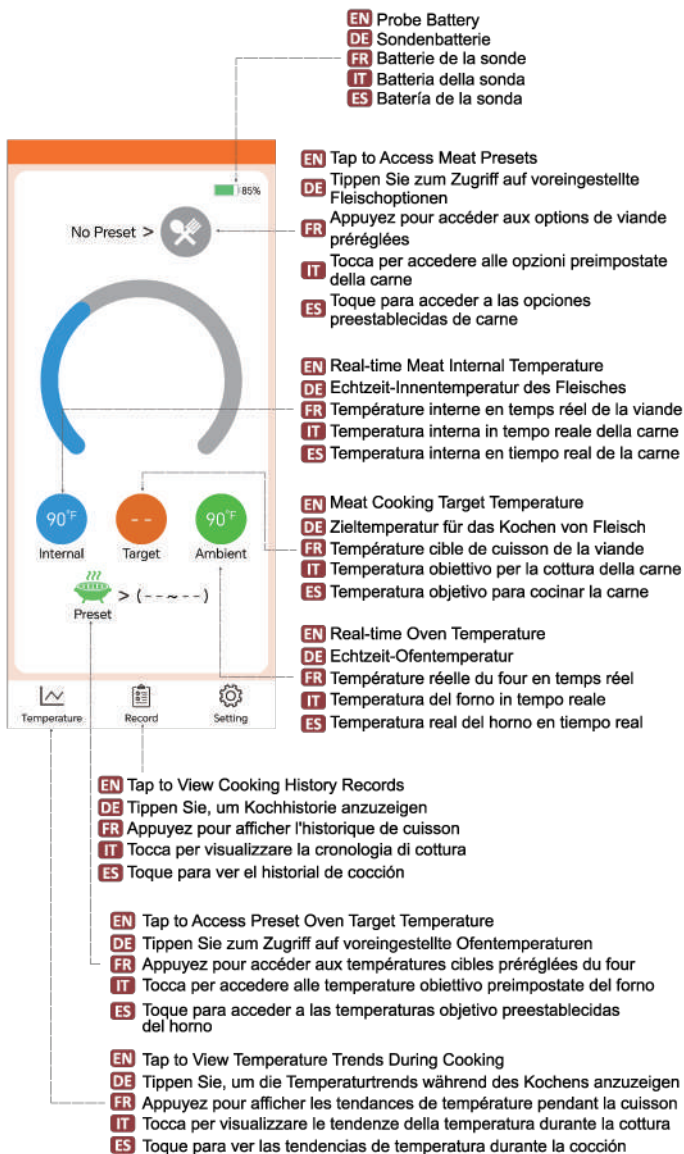 EN Probe Battery
DE Sondenbatterie
FR Batterie de la sonde
IT Batteria della sonda
ES Batería de la sonda
85%
No Preset >
EN Tap to Access Meat Presets
DE Tippen Sie zum Zugriff auf voreingestellte
Fleischoptionen
FR Appuyez pour accéder aux options de viande
préréglées
IT Tocca per accedere alle opzioni preimpostate
della carne
ES Toque para acceder a las opciones
preestablecidas de carne
EN Real-time Meat Internal Temperature
DE Echtzeit-Innentemperatur des Fleisches
FR Température interne en temps réel de la viande
IT Temperatura interna in tempo reale della carne
ES Temperatura interna en tiempo real de la carne
90°F
- -
90°F
Internal
Target
Ambient
EN Meat Cooking Target Temperature
DE Zieltemperatur für das Kochen von Fleisch
FR Température cible de cuisson de la viande
IT Temperatura obiettivo per la cottura della carne
ES Temperatura objetivo para cocinar la carne
> (--~--)
Preset
EN Real-time Oven Temperature
DE Echtzeit-Ofentemperatur
FR Température réelle du four en temps réel
IT Temperatura del forno in tempo reale
ES Temperatura real del horno en tiempo real
Temperature
Record
Setting
EN Tap to View Cooking History Records
DE Tippen Sie, um Kochhistorie anzuzeigen
FR Appuyez pour afficher l'historique de cuisson
IT Tocca per visualizzare la cronologia di cottura
ES Toque para ver el historial de cocción
EN Tap to Access Preset Oven Target Temperature
DE Tippen Sie zum Zugriff auf voreingestellte Ofentemperaturen
FR Appuyez pour accéder aux températures cibles préréglées du four
IT Tocca per accedere alle temperature obiettivo preimpostate del forno
ES Toque para acceder a las temperaturas objetivo preestablecidas
del horno
EN Tap to View Temperature Trends During Cooking
DE Tippen Sie, um die Temperaturtrends während des Kochens anzuzeigen
FR Appuyez pour afficher les tendances de température pendant la cuisson
IT Tocca per visualizzare le tendenze della temperatura durante la cottura
ES Toque para ver las tendencias de temperatura durante la cocción